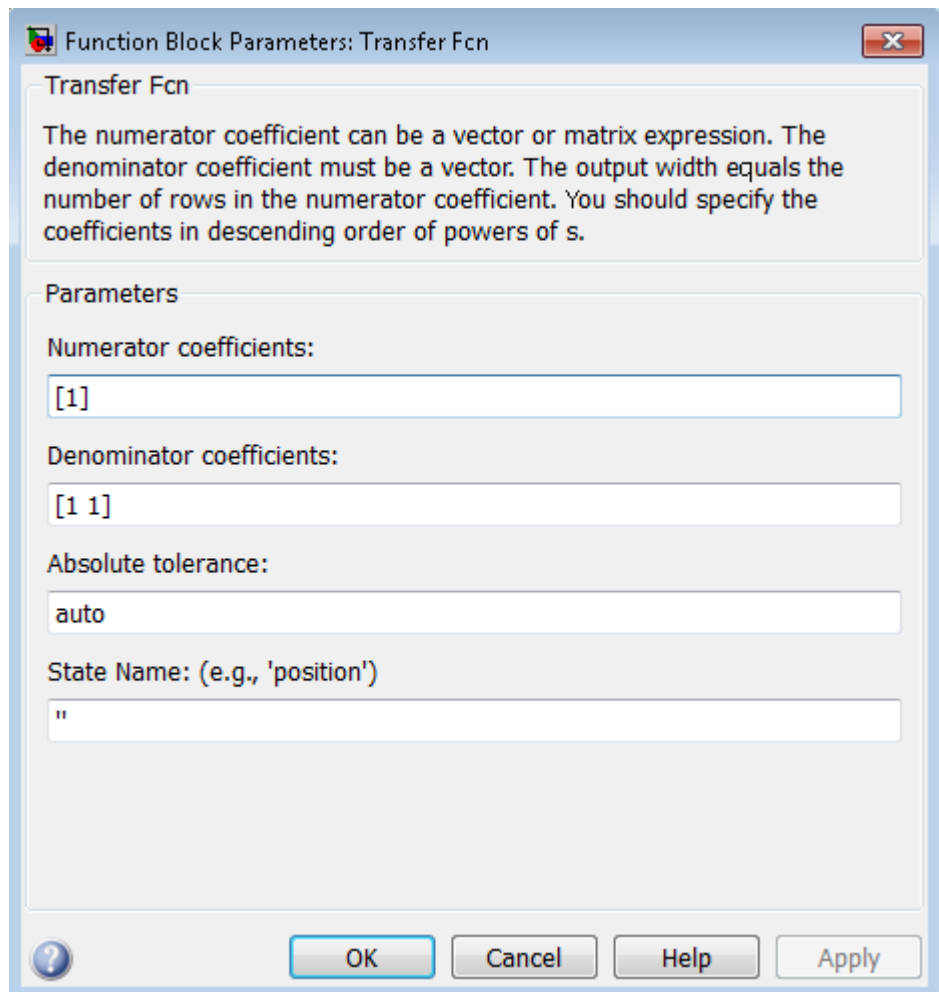 Function Block Parameters: Transfer Fcn
Transfer Fcn
The numerator coefficient can be a vector or matrix expression. The
denominator coefficient must be a vector. The output width equals the
number of rows in the numerator coefficient. You should specify the
coefficients in descending order of powers of s.
Parameters
Numerator coefficients:
[1]
Denominator coefficients:
[1 1]
Absolute tolerance:
auto
State Name: (e.g., 'position')
''
OK Cancel Help Apply